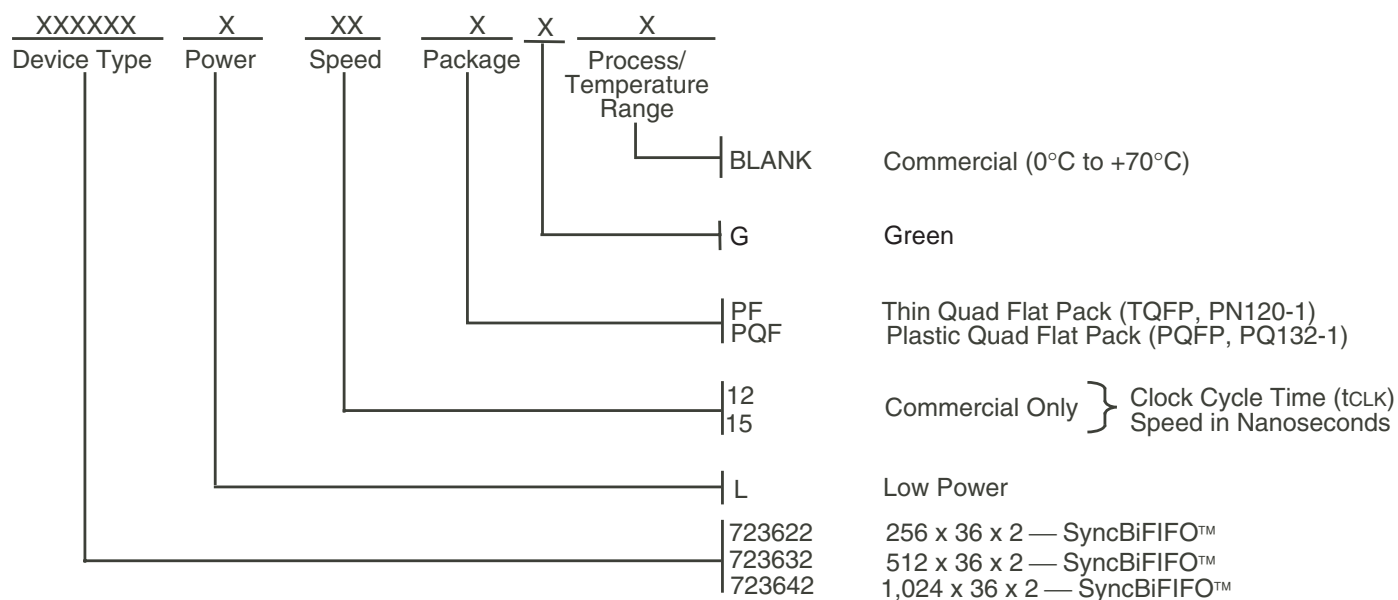 XXXXXX X XX X X X
Device Type Power Speed Package Process/
Temperature
Range
BLANK Commercial (0°C to +70°C)
G Green
PF Thin Quad Flat Pack (TQFP, PN120-1)
PQF Plastic Quad Flat Pack (PQFP, PQ132-1)
12
15
Commercial Only } Clock Cycle Time (tCLK)
Speed in Nanoseconds
L Low Power
723622 256 x 36 x 2 — SyncBiFIFO™
723632 512 x 36 x 2 — SyncBiFIFO™
723642 1,024 x 36 x 2 — SyncBiFIFO™